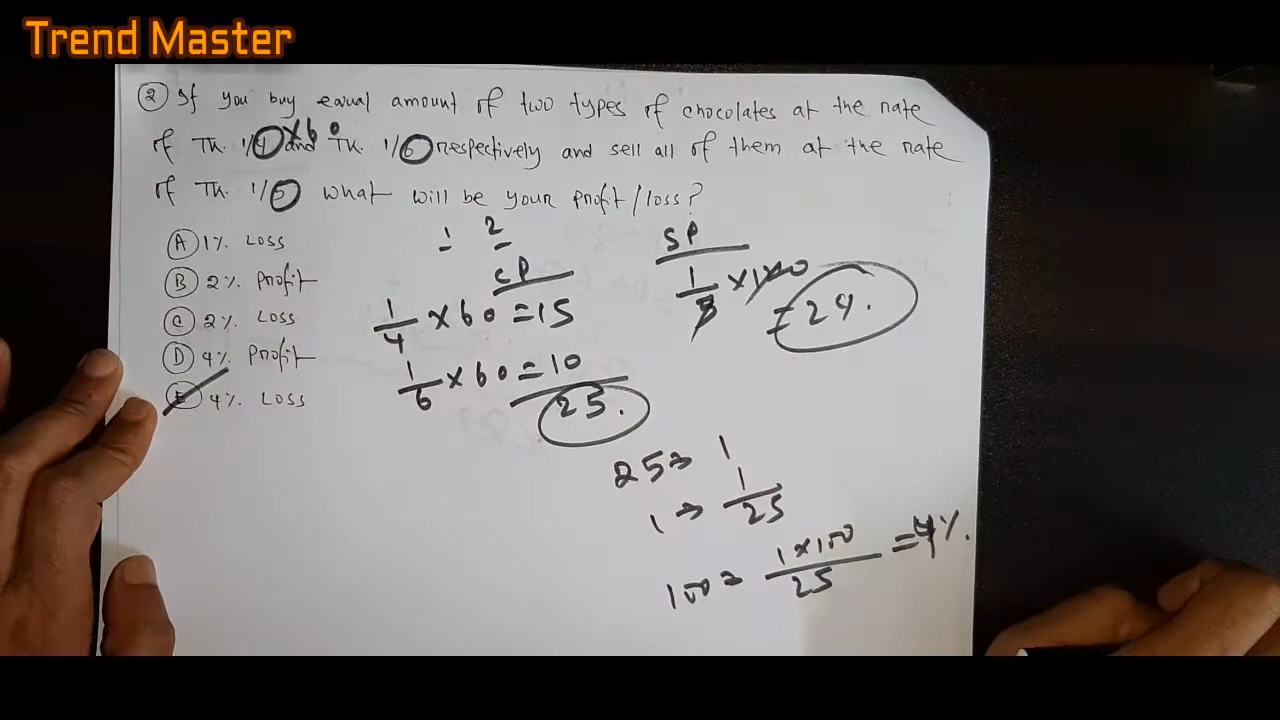 Trend Master
② If you buy equal amount of two types of chocolates at the rate
of Tk. 1/4 and Tk. 1/6 respectively and sell all of them at the rate
×60
of Tk. 1/5 what will be your profit/loss?
Ⓐ 1% Loss
Ⓑ 2% Profit
Ⓒ 2% Loss
Ⓓ 4% Profit
Ⓔ 4% Loss
1 2
CP
1/4 × 60 = 15
1/6 × 60 = 10
25.
SP
1/5 × 120
= 24.
25 ⇒ 1
1 ⇒ 1/25
100 ⇒ 1×100/25 = 4%.